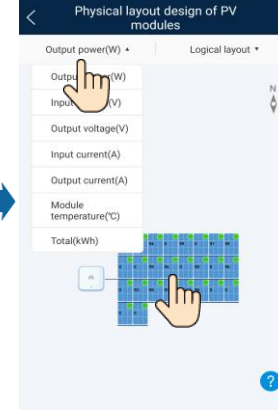 Physical layout design of PV
modules
Output power(W)
Logical layout
(W)
(V)
Output voltage(V)
Input current(A)
Output current(A)
Module
temperature(℃)
Total(kWh)
N
?